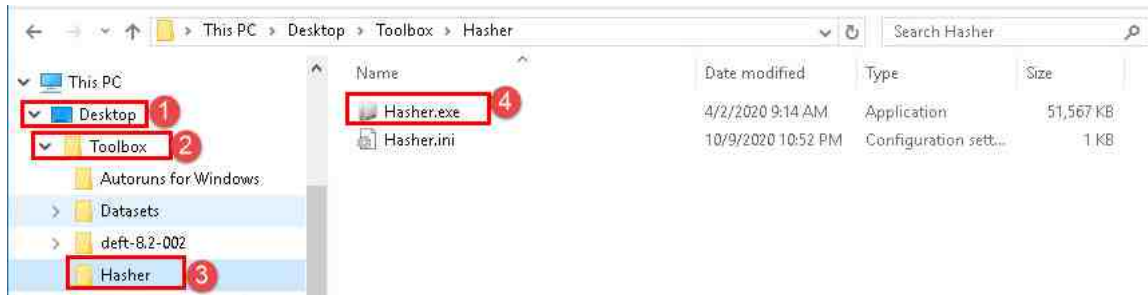 This PC > Desktop > Toolbox > Hasher
Search Hasher
This PC
Desktop 1
Toolbox 2
Autoruns for Windows
Datasets
deft-8.2-002
Hasher 3
Name Date modified Type Size
Hasher.exe 4 4/2/2020 9:14 AM Application 51,567 KB
Hasher.ini 10/9/2020 10:52 PM Configuration sett... 1 KB